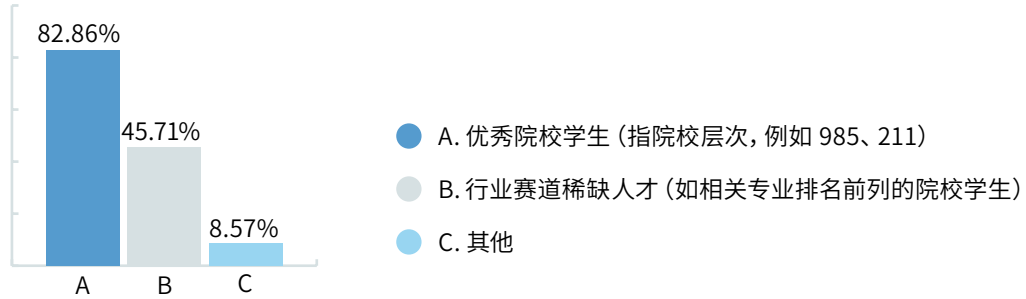 82.86%
45.71%
8.57%
A
B
C
A. 优秀院校学生（指院校层次，例如 985、211）
B. 行业赛道稀缺人才（如相关专业排名前列的院校学生）
C. 其他